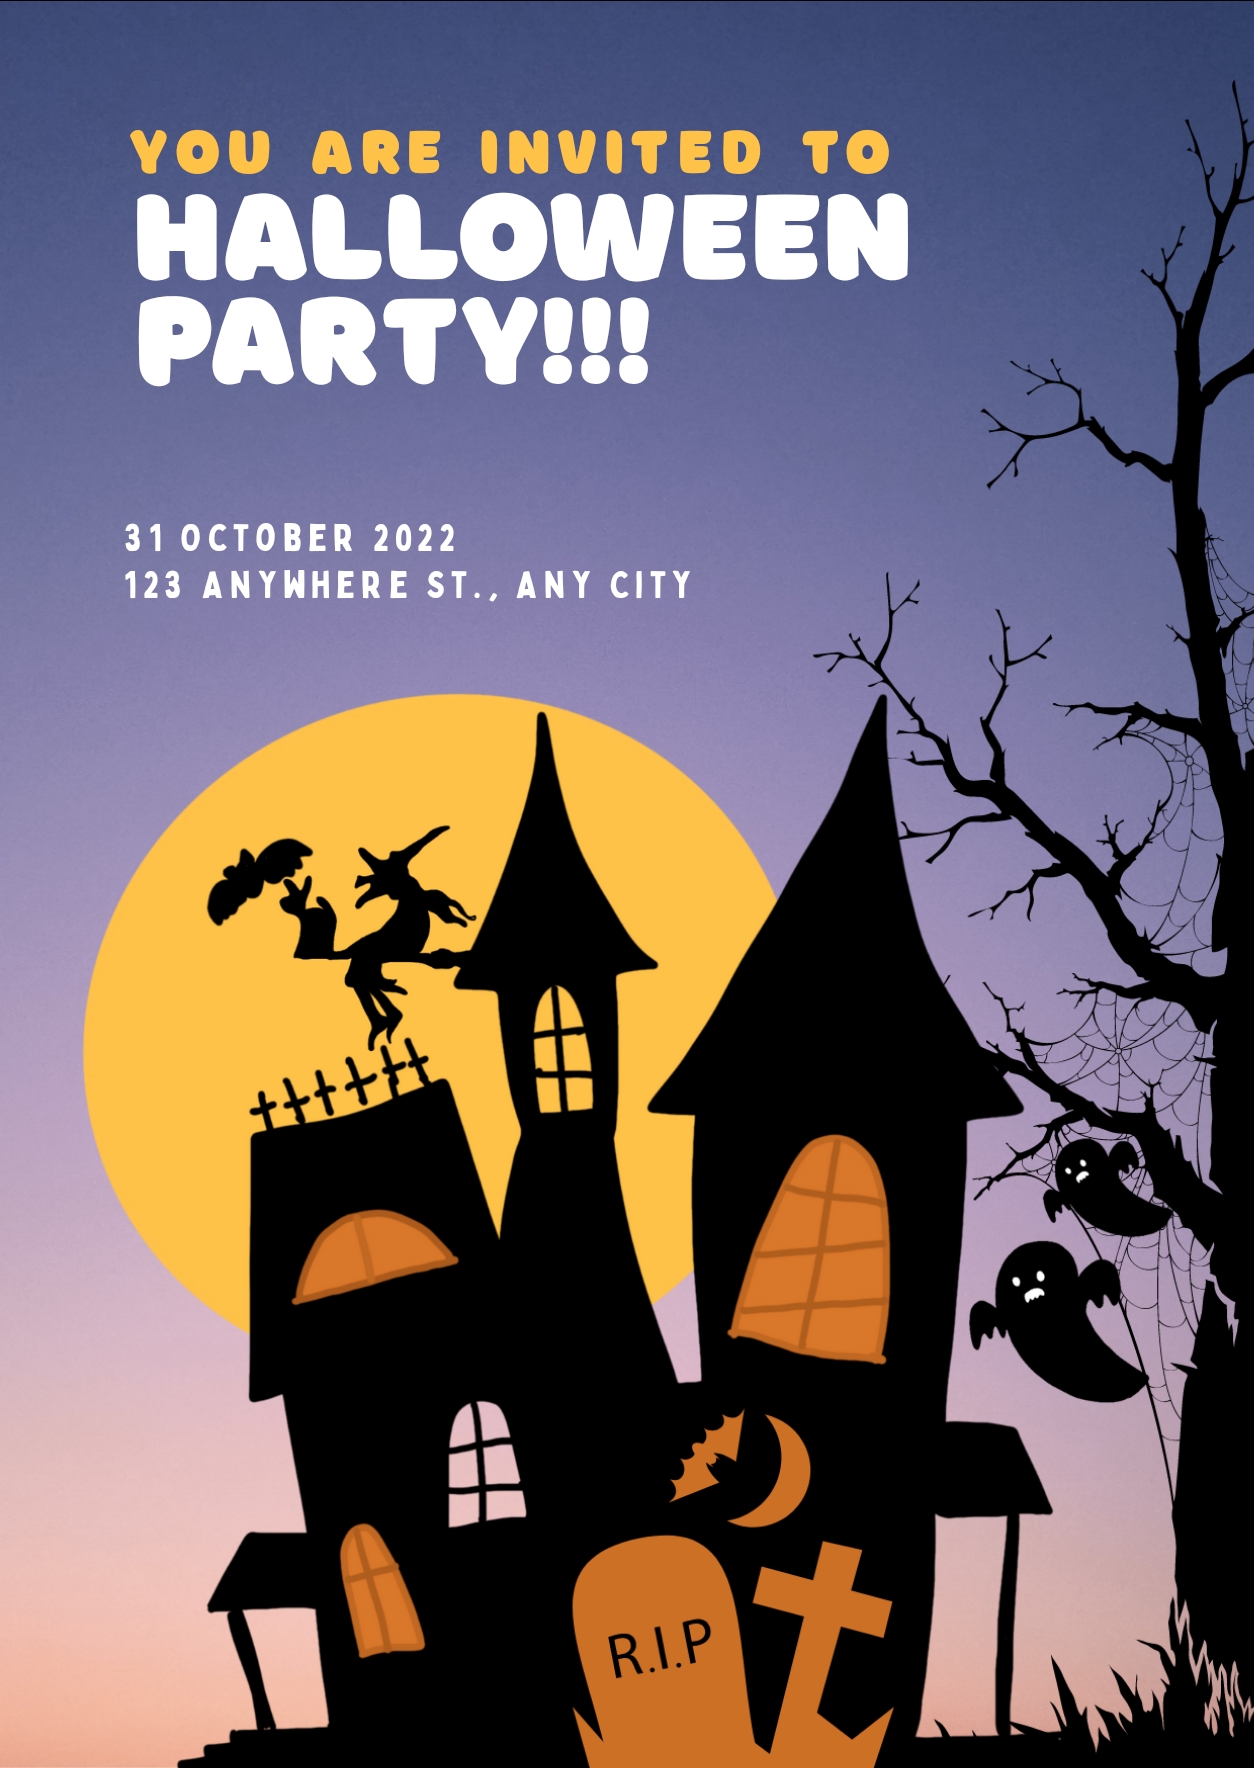 YOU ARE INVITED TO
HALLOWEEN
PARTY!!!
31 OCTOBER 2022
123 ANYWHERE ST., ANY CITY
R.I.P